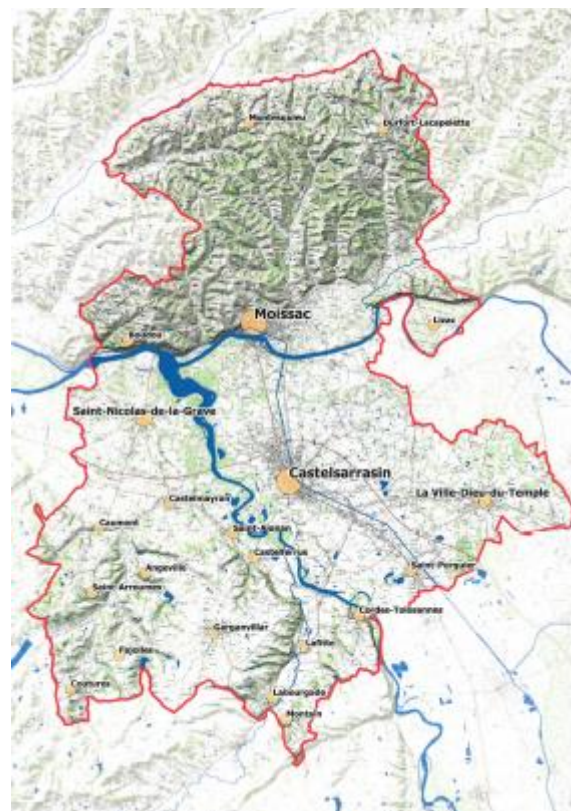 Montesquieu
Durfort-Lacapelette
Moissac
Lizac
Boudou
Saint-Nicolas-de-la-Grave
Castelsarrasin
Castelmayran
La Ville-Dieu-du-Temple
Caumont
Saint-Aignan
Castelferrus
Angeville
Saint-Porquier
Saint-Arroumex
Cordes-Tolosannes
Garganvillar
Lafitte
Fajolles
Coutures
Labourgade
Montaïn